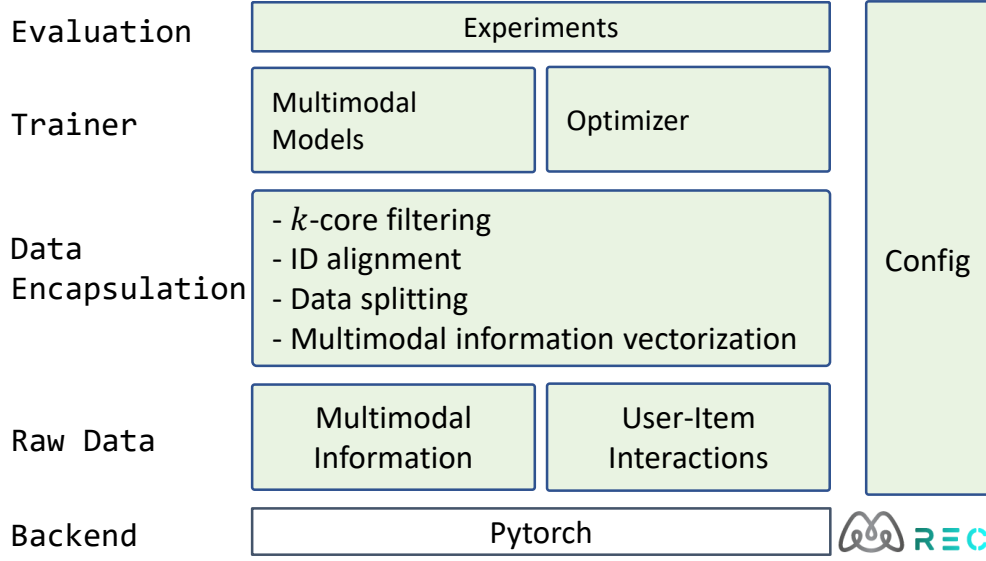 Evaluation
Experiments
Trainer
Multimodal
Models
Optimizer
Data
Encapsulation
- k-core filtering
- ID alignment
- Data splitting
- Multimodal information vectorization
Config
Raw Data
Multimodal
Information
User-Item
Interactions
Backend
Pytorch
REC